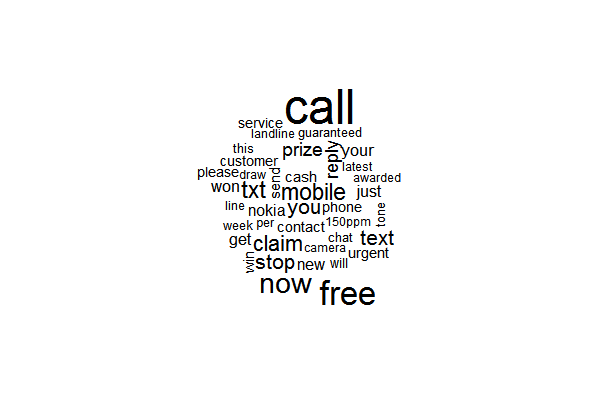 call
service
landline guaranteed
this prize reply your
customer latest
please draw send cash awarded
won txt mobile just
line nokia you phone tone
week per contact 150ppm
get claim camera chat text
win stop new will urgent
now free